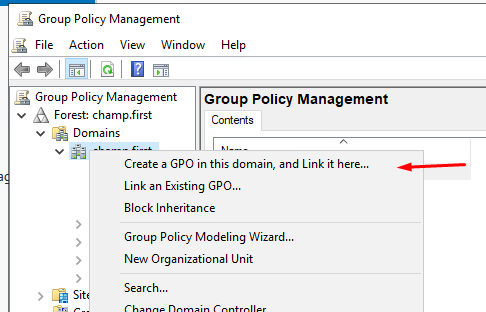 Group Policy Management
File Action View Window Help
Group Policy Management
Forest: champ.first
Domains
champ.first
Group Policy Management
Contents
Name
Create a GPO in this domain, and Link it here...
Link an Existing GPO...
Block Inheritance
Group Policy Modeling Wizard...
New Organizational Unit
Search...
Change Domain Controller
Site